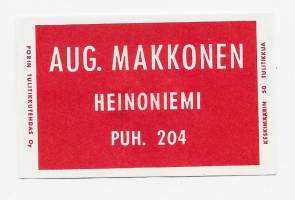 PORIN TULITIKKUTEHDAS Oy
AUG. MAKKONEN
HEINONIEMI
PUH. 204
KESKIMÄÄRIN 50 TULITIKKUA